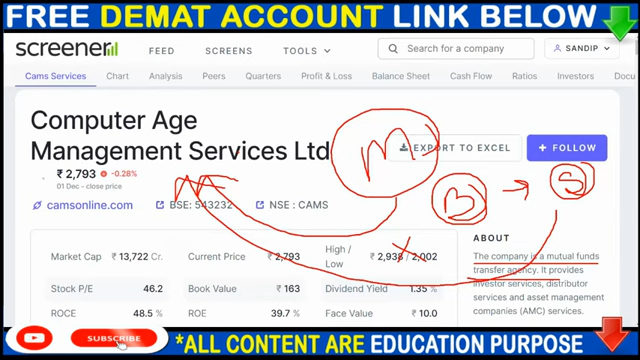 FREE DEMAT ACCOUNT LINK BELOW
screener
FEED
SCREENS
TOOLS
Search for a company
SANDIP
Cams Services
Chart
Analysis
Peers
Quarters
Profit & Loss
Balance Sheet
Cash Flow
Ratios
Investors
Docu
Computer Age
Management Services Ltd
EXPORT TO EXCEL
+ FOLLOW
₹ 2,793 -0.28%
01 Dec - close price
camsonline.com
BSE: 543232
NSE : CAMS
M
B → S
Market Cap ₹ 13,722 Cr.
Current Price ₹ 2,793
High / Low ₹ 2,938 / 2,002
Stock P/E 46.2
Book Value ₹ 163
Dividend Yield 1.35 %
ROCE 48.5 %
ROE 39.7 %
Face Value ₹ 10.0
ABOUT
The company is a mutual funds
transfer agency. It provides
investor services, distributor
services and asset management
companies (AMC) services.
SUBSCRIBE
*ALL CONTENT ARE EDUCATION PURPOSE